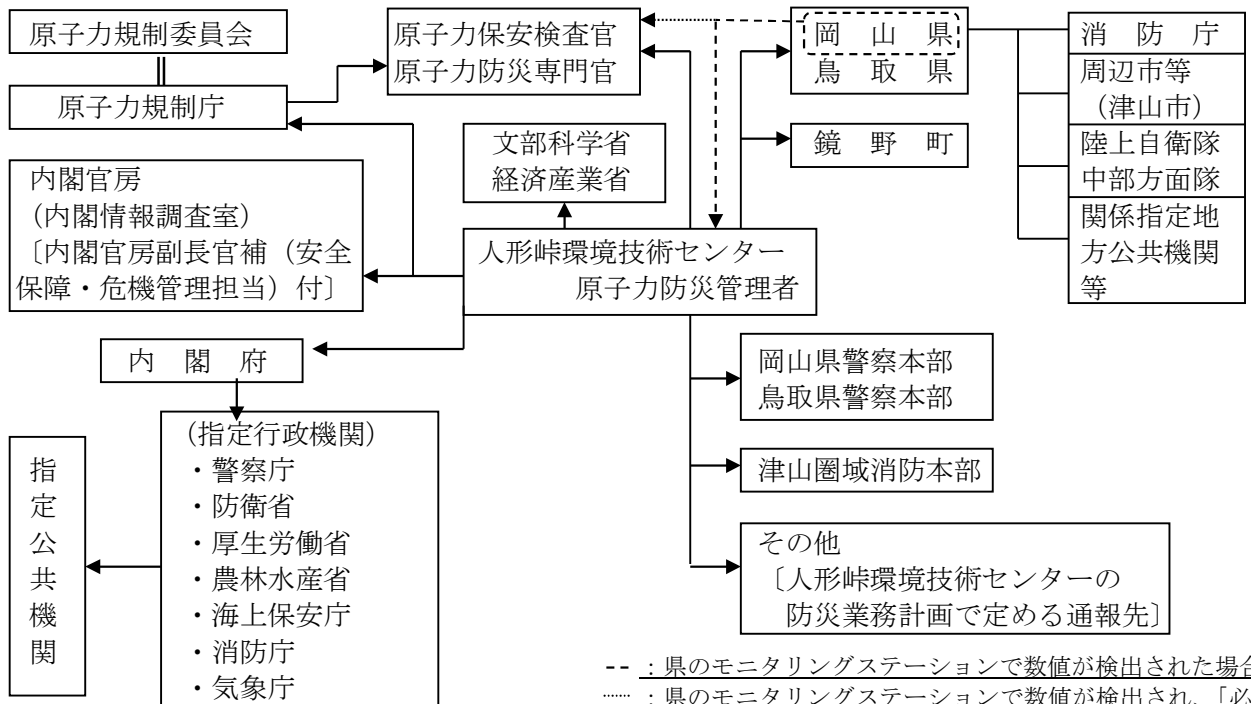 原子力規制委員会
原子力規制庁
原子力保安検査官
原子力防災専門官
岡 山 県
鳥 取 県
鏡 野 町
消 防 庁
周辺市等
（津山市）
陸上自衛隊
中部方面隊
関係指定地
方公共機関
等
文部科学省
経済産業省
内閣官房
(内閣情報調査室)
〔内閣官房副長官補（安全
保障・危機管理担当）付〕
人形峠環境技術センター
原子力防災管理者
内 閣 府
岡山県警察本部
鳥取県警察本部
津山圏域消防本部
その他
〔人形峠環境技術センターの
防災業務計画で定める通報先〕
指定公共機関
(指定行政機関)
・警察庁
・防衛省
・厚生労働省
・農林水産省
・海上保安庁
・消防庁
・気象庁
-- ：県のモニタリングステーションで数値が検出された場合
…… ：県のモニタリングステーションで数値が検出され、「必